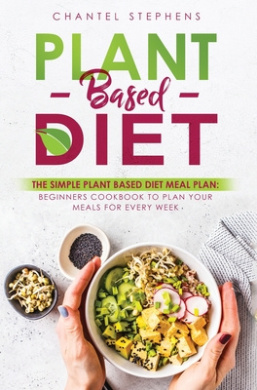 CHANTEL STEPHENS
PLANT
- Based -
DIET
THE SIMPLE PLANT BASED DIET MEAL PLAN:
BEGINNERS COOKBOOK TO PLAN YOUR
MEALS FOR EVERY WEEK